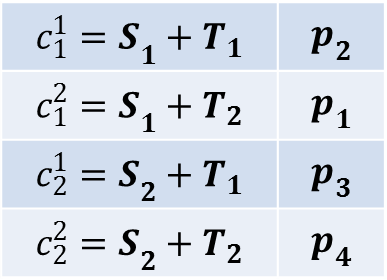 c₁¹ = S₁ + T₁ p₂
c₁² = S₁ + T₂ p₁
c₂¹ = S₂ + T₁ p₃
c₂² = S₂ + T₂ p₄